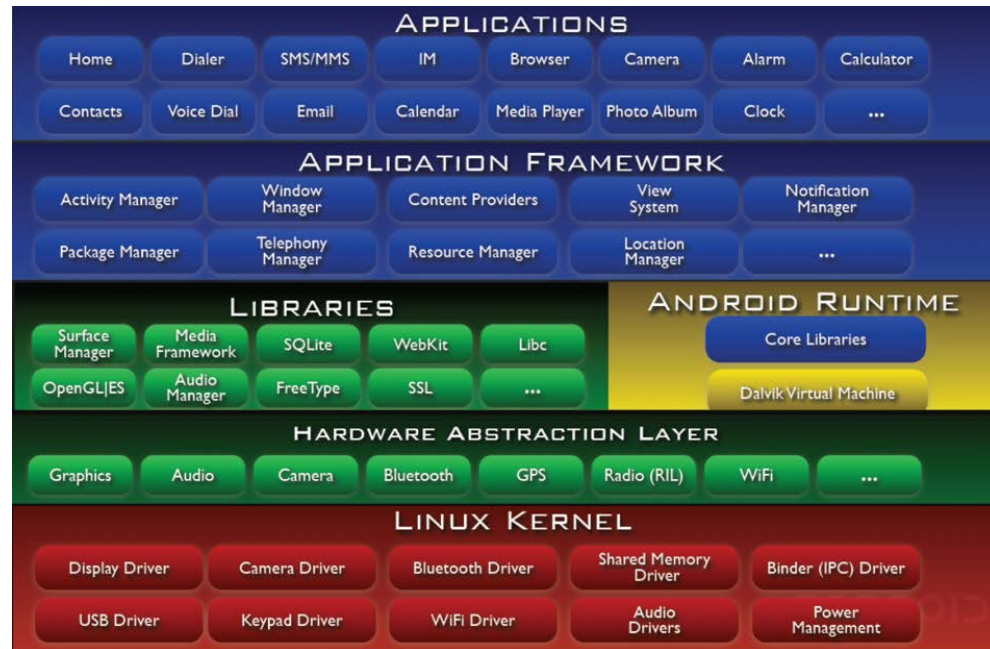 APPLICATIONS
Home Dialer SMS/MMS IM Browser Camera Alarm Calculator
Contacts Voice Dial Email Calendar Media Player Photo Album Clock ...
APPLICATION FRAMEWORK
Activity Manager
Window
Manager
Content Providers
View
System
Notification
Manager
Package Manager
Telephony
Manager
Resource Manager
Location
Manager
...
LIBRARIES
Surface
Manager
Media
Framework
SQLite
WebKit
Libc
OpenGL|ES
Audio
Manager
FreeType
SSL
...
ANDROID RUNTIME
Core Libraries
Dalvik Virtual Machine
HARDWARE ABSTRACTION LAYER
Graphics Audio Camera Bluetooth GPS Radio (RIL) WiFi ...
LINUX KERNEL
Display Driver
Camera Driver
Bluetooth Driver
Shared Memory
Driver
Binder (IPC) Driver
USB Driver
Keypad Driver
WiFi Driver
Audio
Drivers
Power
Management